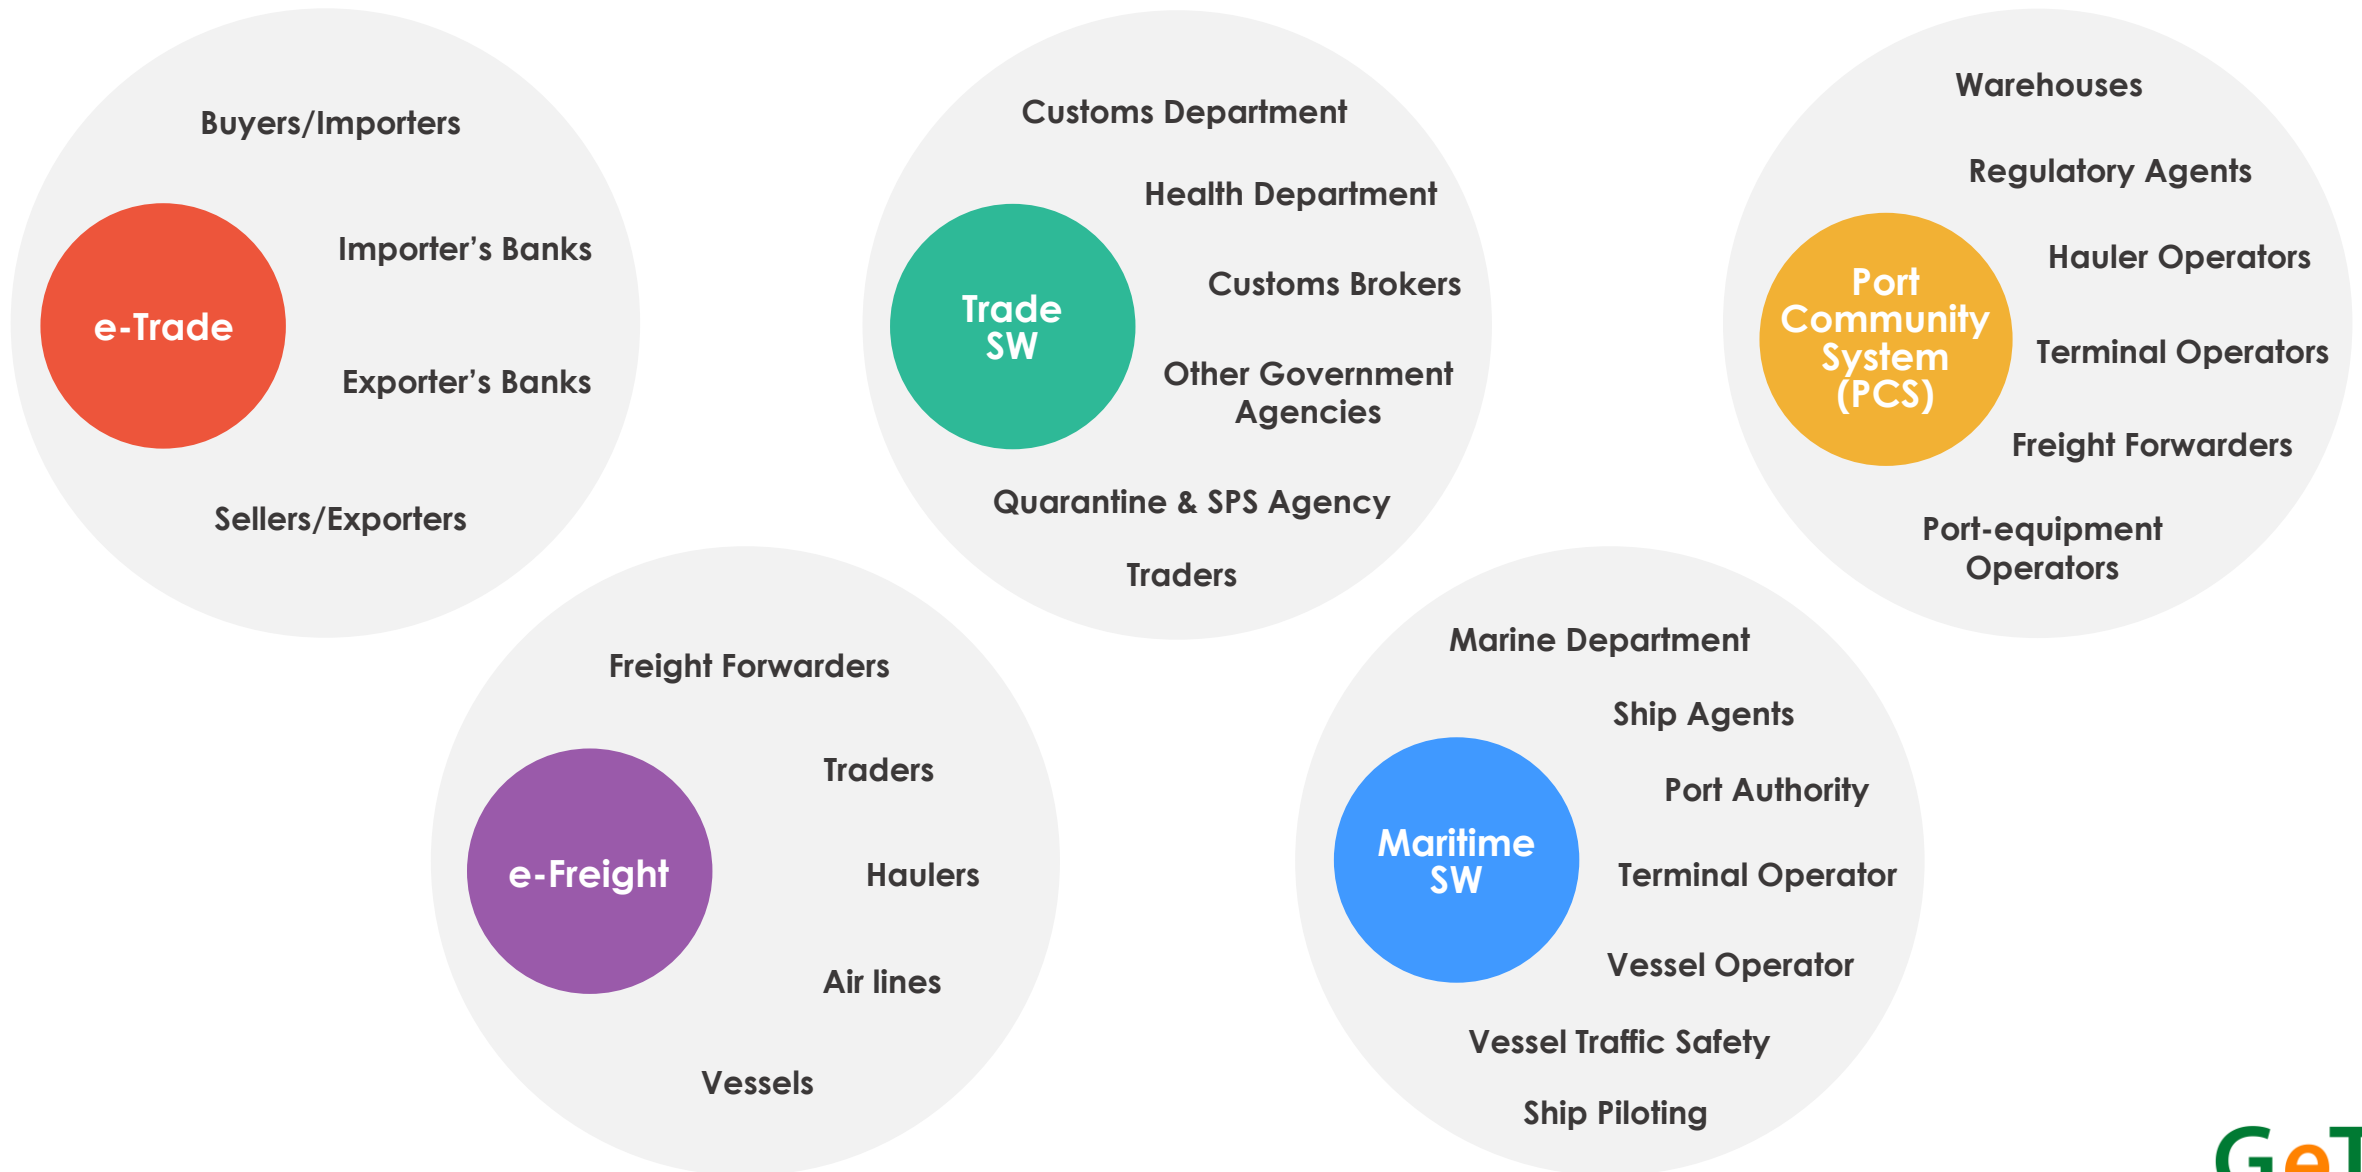 Buyers/Importers
Importer’s Banks
e-Trade
Exporter’s Banks
Sellers/Exporters
Customs Department
Health Department
Customs Brokers
Trade
SW
Other Government
Agencies
Quarantine & SPS Agency
Traders
Warehouses
Regulatory Agents
Hauler Operators
Port
Community
System
(PCS)
Terminal Operators
Freight Forwarders
Port-equipment
Operators
Freight Forwarders
Traders
e-Freight
Haulers
Air lines
Vessels
Marine Department
Ship Agents
Port Authority
Maritime
SW
Terminal Operator
Vessel Operator
Vessel Traffic Safety
Ship Piloting